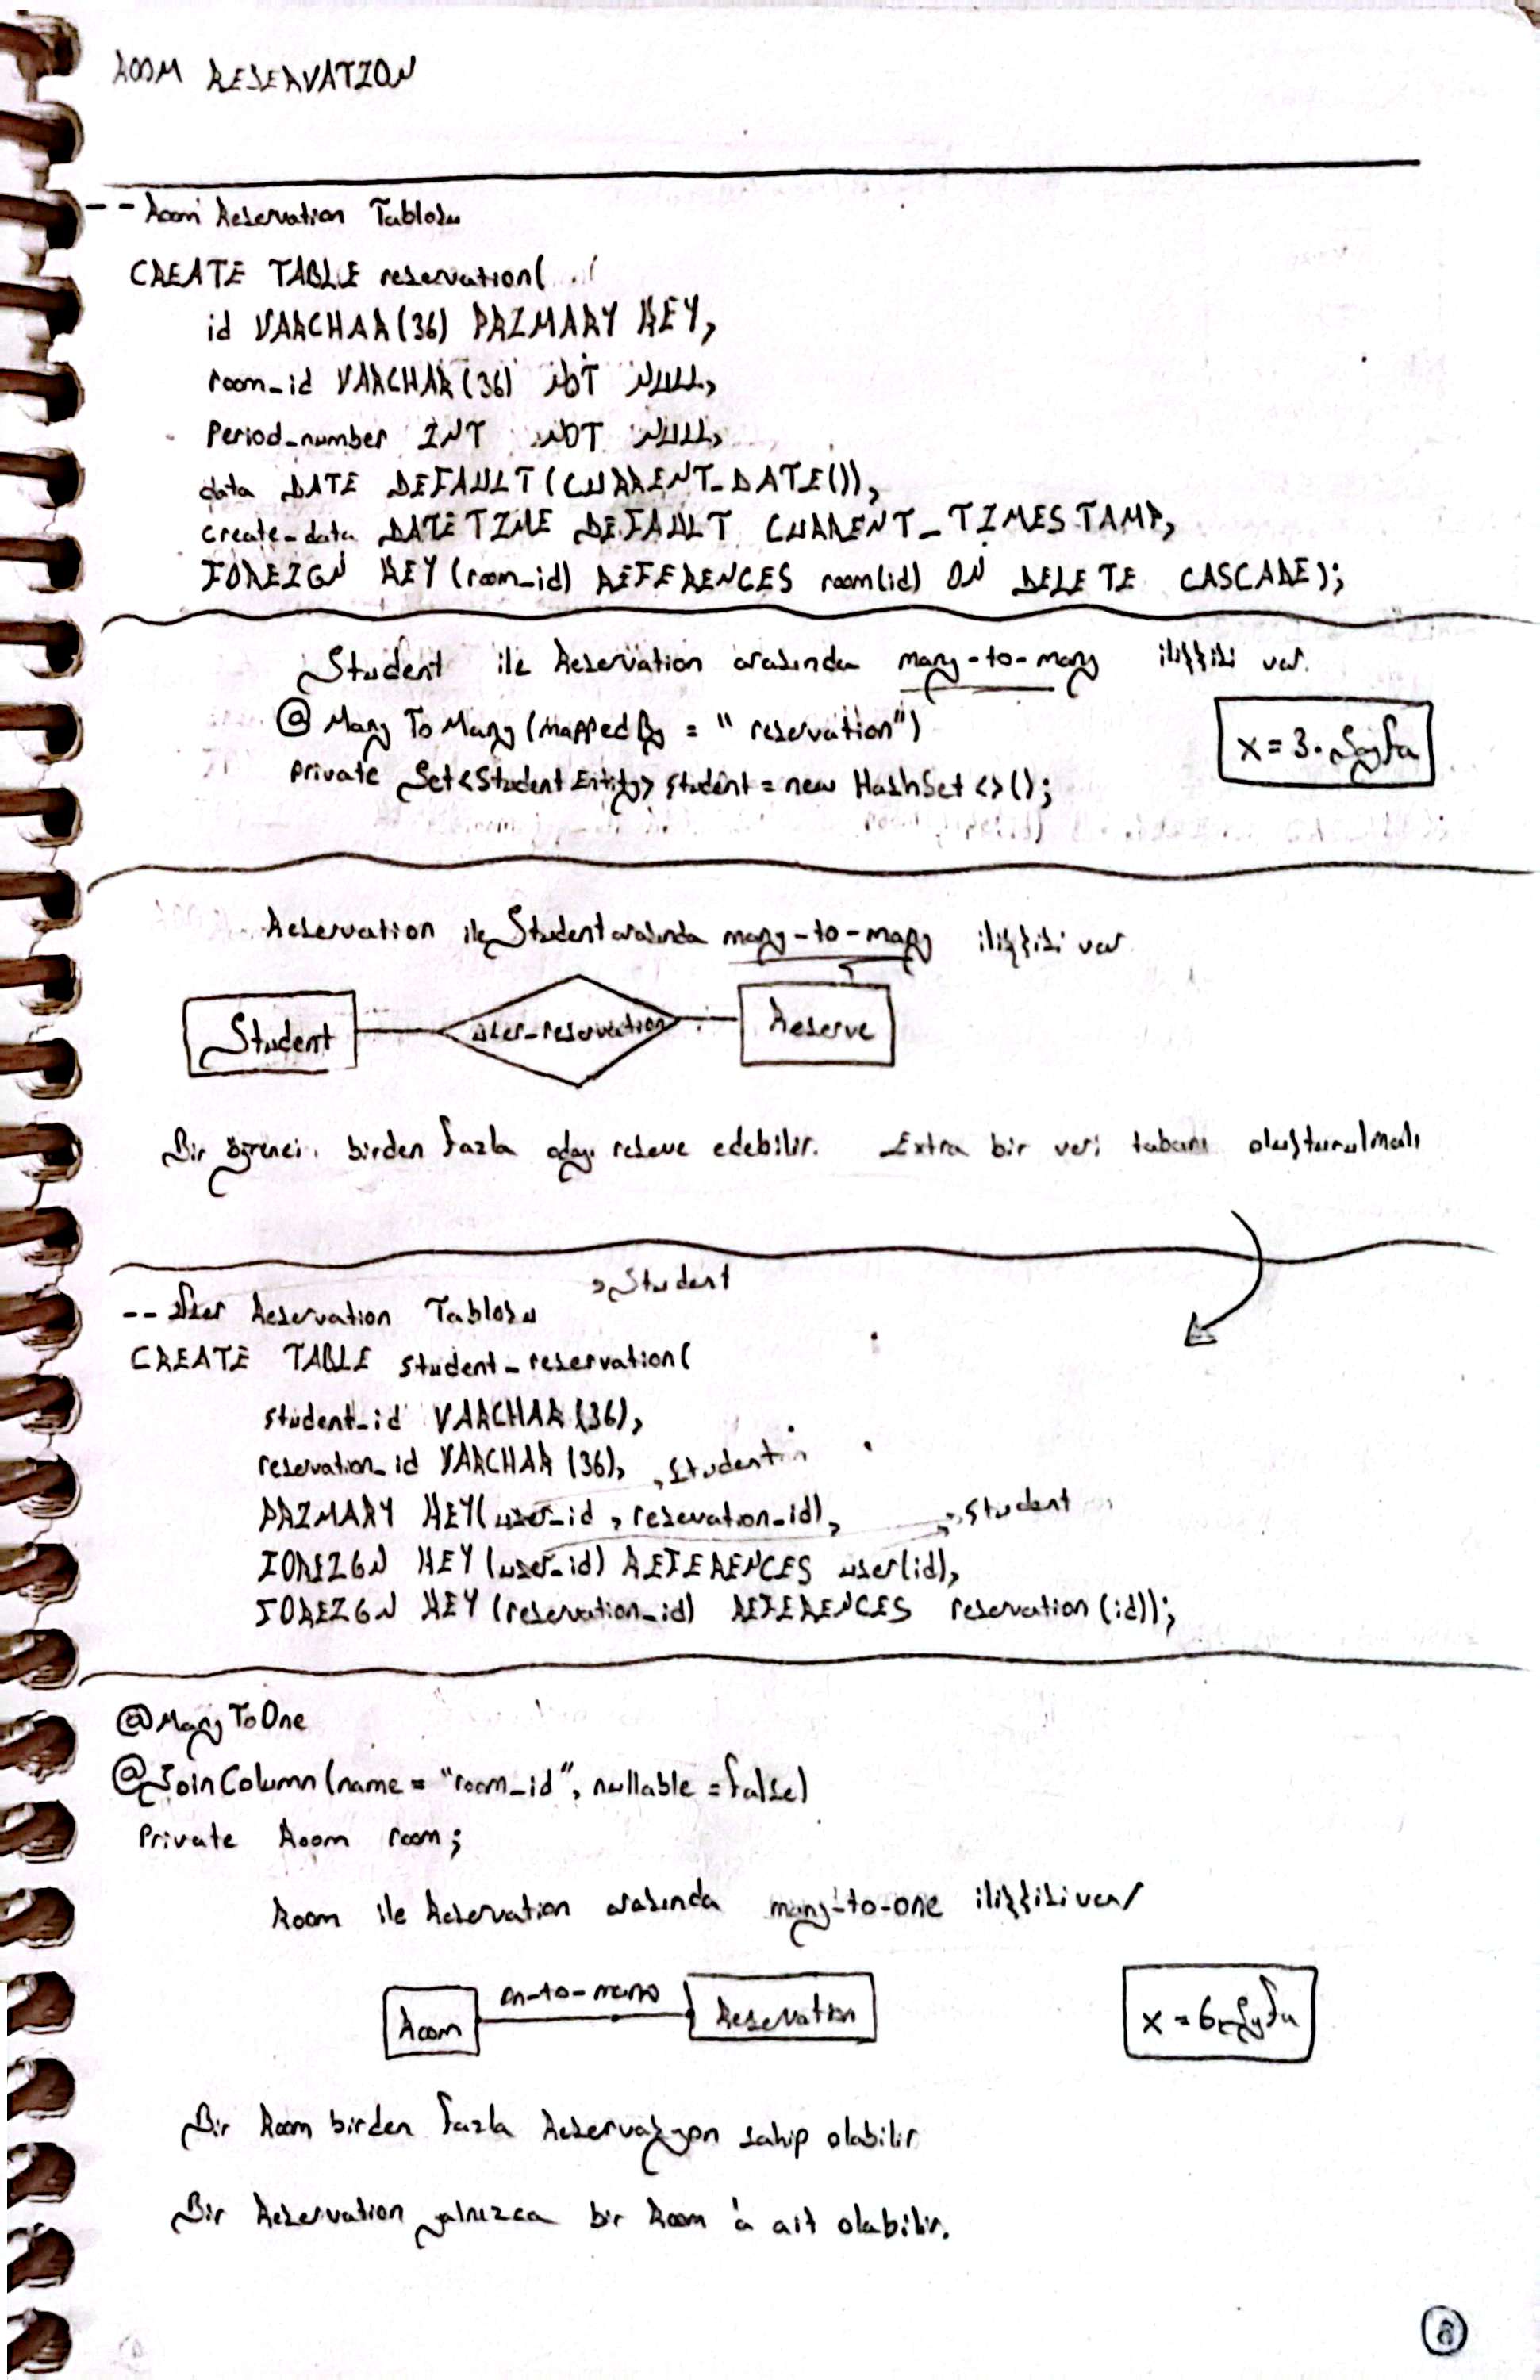 ROOM RESERVATION
-- Room Reservation Tablosu
CREATE TABLE reservation(
id VARCHAR(36) PRIMARY KEY,
room_id VARCHAR(36) NOT NULL,
Period_number INT NOT NULL,
data DATE DEFAULT(CURRENT_DATE()),
create_data DATETIME DEFAULT CURRENT_TIMESTAMP,
FOREIGN KEY(room_id) REFERENCES room(id) ON DELETE CASCADE);
Student ile Reservation arasında many-to-many ilişkisi var.
@ManyToMany(mappedBy = "reservation")
private Set<StudentEntity> student = new HashSet<>();
x = 3. Sayfa
Reservation ile Student arasında many-to-many ilişkisi var
Student
user-reservation
Reserve
Bir öğrenci birden fazla odayı reseve edebilir. Extra bir veri tabanı oluşturulmalı
Student
-- User Reservation Tablosu
CREATE TABLE student_reservation(
student_id VARCHAR(36),
reservation_id VARCHAR(36),
Student
PRIMARY KEY(user_id, reservation_id),
Student
FOREIGN KEY(user_id) REFERENCES user(id),
FOREIGN KEY(reservation_id) REFERENCES reservation(id));
@ManyToOne
@JoinColumn(name = "room_id", nullable = false)
Private Room room;
Room ile Reservation arasında many-to-one ilişkisi var
Room
Reservation
x = 6. Sayfa
Bir Room birden fazla Reservasyon sahip olabilir
Bir Reservation yalnızca bir Room'a ait olabilir.